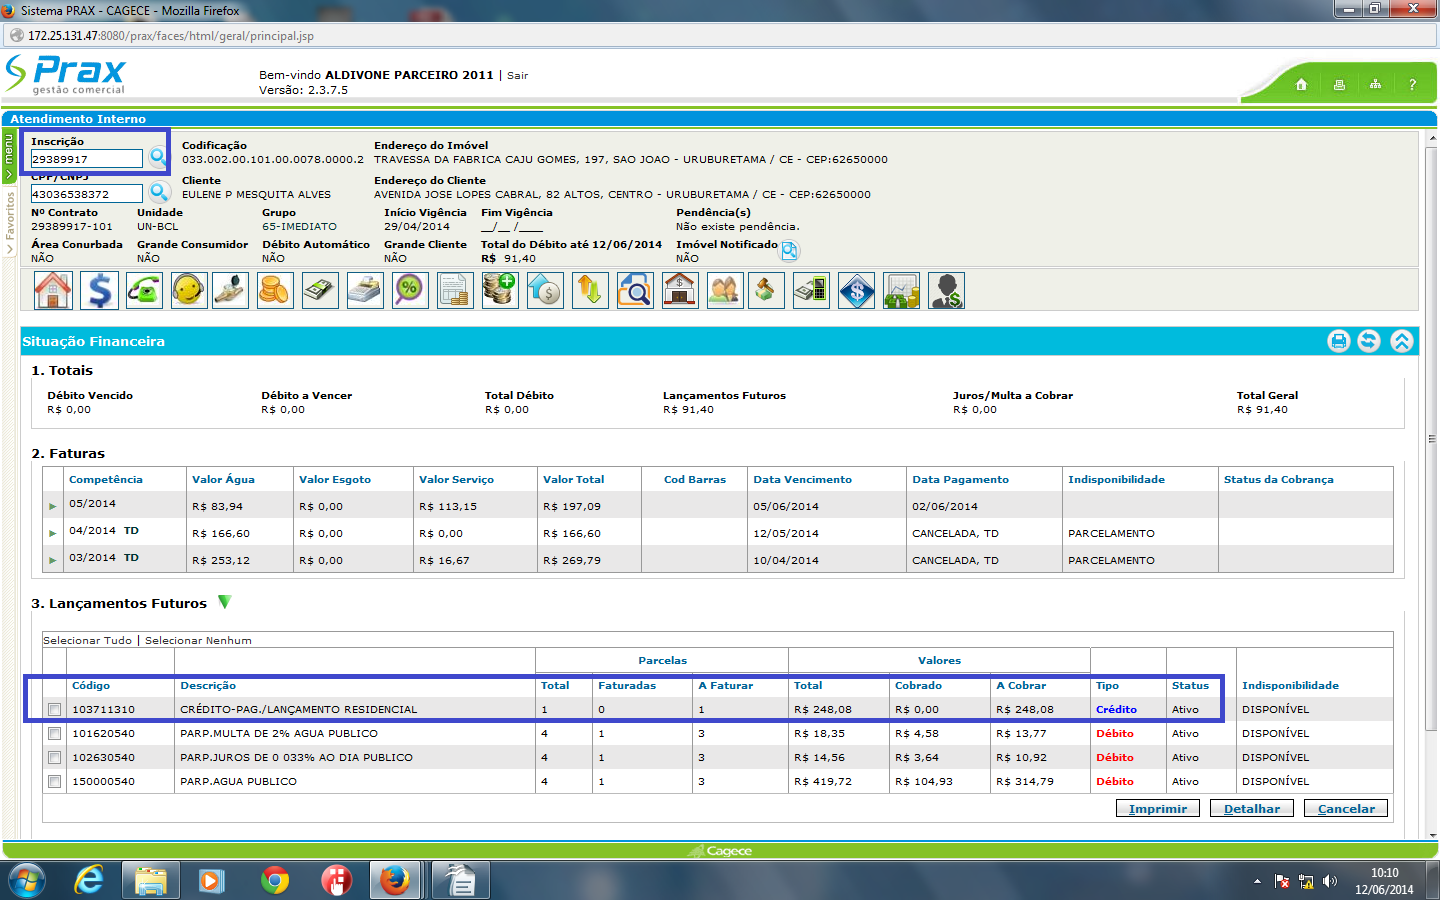 Sistema PRAX - CAGECE - Mozilla Firefox
172.25.131.47:8080/prax/faces/html/geral/principal.jsp
Prax
gestão comercial
Bem-vindo ALDIVONE PARCEIRO 2011 | Sair
Versão: 2.3.7.5
?
Atendimento Interno
menu
Favoritos
Inscrição Codificação Endereço do Imóvel
29389917 033.002.00.101.00.0078.0000.2 TRAVESSA DA FABRICA CAJU GOMES, 197, SAO JOAO - URUBURETAMA / CE - CEP:62650000
CPF/CNPJ Cliente Endereço do Cliente
43036538372 EULENE P MESQUITA ALVES AVENIDA JOSE LOPES CABRAL, 82 ALTOS, CENTRO - URUBURETAMA / CE - CEP:62650000
Nº Contrato Unidade Grupo Início Vigência Fim Vigência Pendência(s)
29389917-101 UN-BCL 65-IMEDIATO 29/04/2014 __/__ /____ Não existe pendência.
Área Conurbada Grande Consumidor Débito Automático Grande Cliente Total do Débito até 12/06/2014 Imóvel Notificado
NÃO NÃO NÃO NÃO R$ 91,40 NÃO
Situação Financeira
1. Totais
Débito Vencido Débito a Vencer Total Débito Lançamentos Futuros Juros/Multa a Cobrar Total Geral
R$ 0,00 R$ 0,00 R$ 0,00 R$ 91,40 R$ 0,00 R$ 91,40
2. Faturas
Competência Valor Água Valor Esgoto Valor Serviço Valor Total Cod Barras Data Vencimento Data Pagamento Indisponibilidade Status da Cobrança
05/2014 R$ 83,94 R$ 0,00 R$ 113,15 R$ 197,09 05/06/2014 02/06/2014
04/2014 TD R$ 166,60 R$ 0,00 R$ 0,00 R$ 166,60 12/05/2014 CANCELADA, TD PARCELAMENTO
03/2014 TD R$ 253,12 R$ 0,00 R$ 16,67 R$ 269,79 10/04/2014 CANCELADA, TD PARCELAMENTO
3. Lançamentos Futuros
Selecionar Tudo | Selecionar Nenhum
Parcelas Valores
Código Descrição Total Faturadas A Faturar Total Cobrado A Cobrar Tipo Status Indisponibilidade
103711310 CRÉDITO-PAG./LANÇAMENTO RESIDENCIAL 1 0 1 R$ 248,08 R$ 0,00 R$ 248,08 Crédito Ativo DISPONÍVEL
101620540 PARP.MULTA DE 2% AGUA PUBLICO 4 1 3 R$ 18,35 R$ 4,58 R$ 13,77 Débito Ativo DISPONÍVEL
102630540 PARP.JUROS DE 0 033% AO DIA PUBLICO 4 1 3 R$ 14,56 R$ 3,64 R$ 10,92 Débito Ativo DISPONÍVEL
150000540 PARP.AGUA PUBLICO 4 1 3 R$ 419,72 R$ 104,93 R$ 314,79 Débito Ativo DISPONÍVEL
Imprimir Detalhar Cancelar
Cagece
10:10
12/06/2014